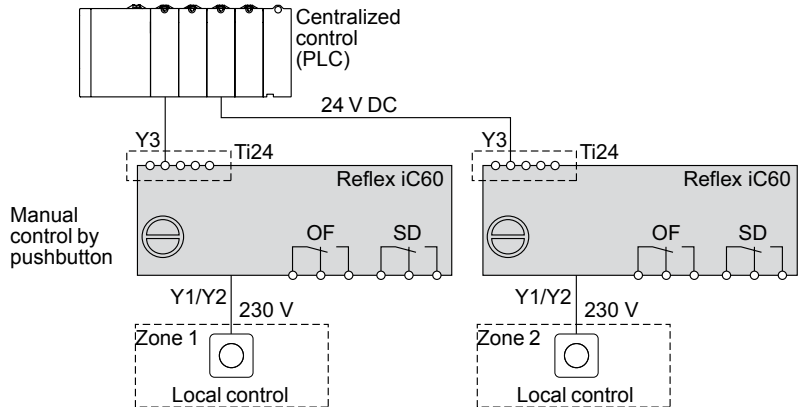 Centralized
control
(PLC)
24 V DC
Y3
Ti24
Y3
Ti24
Reflex iC60
Reflex iC60
Manual
control by
pushbutton
OF
SD
OF
SD
Y1/Y2
230 V
Y1/Y2
230 V
Zone 1
Zone 2
Local control
Local control